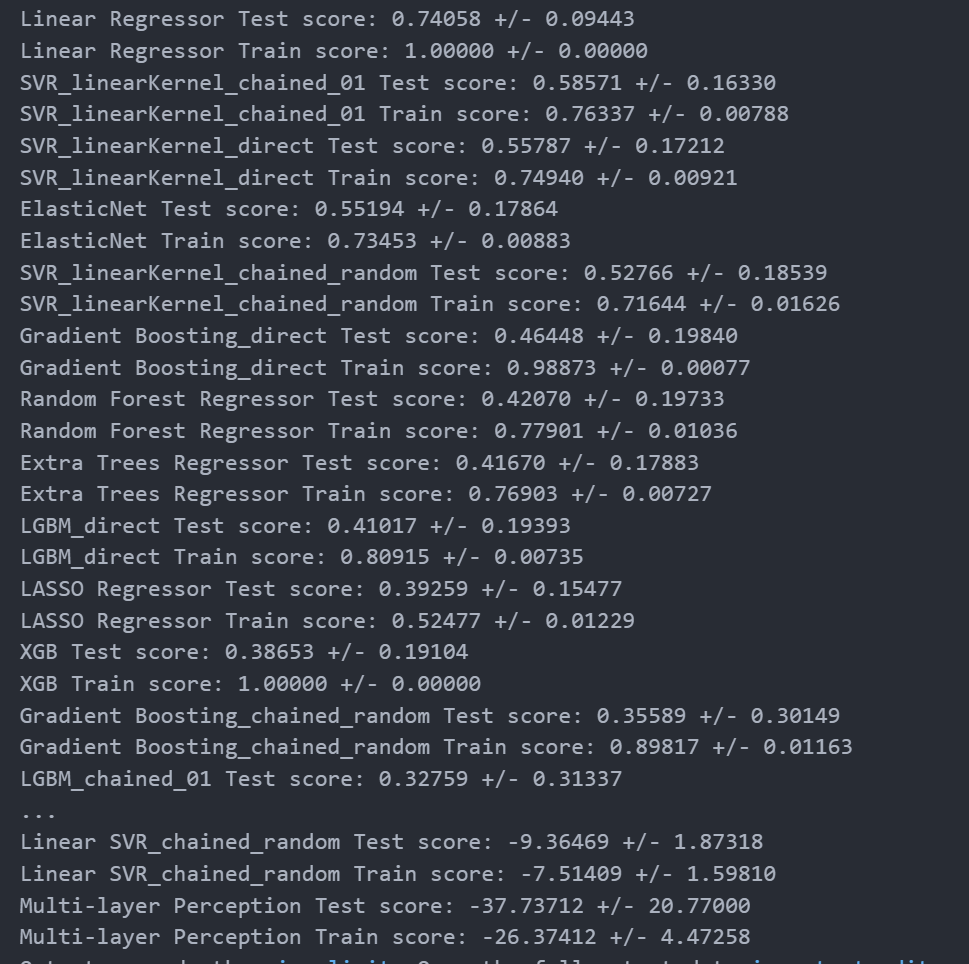 Linear Regressor Test score: 0.74058 +/- 0.09443
Linear Regressor Train score: 1.00000 +/- 0.00000
SVR_linearKernel_chained_01 Test score: 0.58571 +/- 0.16330
SVR_linearKernel_chained_01 Train score: 0.76337 +/- 0.00788
SVR_linearKernel_direct Test score: 0.55787 +/- 0.17212
SVR_linearKernel_direct Train score: 0.74940 +/- 0.00921
ElasticNet Test score: 0.55194 +/- 0.17864
ElasticNet Train score: 0.73453 +/- 0.00883
SVR_linearKernel_chained_random Test score: 0.52766 +/- 0.18539
SVR_linearKernel_chained_random Train score: 0.71644 +/- 0.01626
Gradient Boosting_direct Test score: 0.46448 +/- 0.19840
Gradient Boosting_direct Train score: 0.98873 +/- 0.00077
Random Forest Regressor Test score: 0.42070 +/- 0.19733
Random Forest Regressor Train score: 0.77901 +/- 0.01036
Extra Trees Regressor Test score: 0.41670 +/- 0.17883
Extra Trees Regressor Train score: 0.76903 +/- 0.00727
LGBM_direct Test score: 0.41017 +/- 0.19393
LGBM_direct Train score: 0.80915 +/- 0.00735
LASSO Regressor Test score: 0.39259 +/- 0.15477
LASSO Regressor Train score: 0.52477 +/- 0.01229
XGB Test score: 0.38653 +/- 0.19104
XGB Train score: 1.00000 +/- 0.00000
Gradient Boosting_chained_random Test score: 0.35589 +/- 0.30149
Gradient Boosting_chained_random Train score: 0.89817 +/- 0.01163
LGBM_chained_01 Test score: 0.32759 +/- 0.31337
...
Linear SVR_chained_random Test score: -9.36469 +/- 1.87318
Linear SVR_chained_random Train score: -7.51409 +/- 1.59810
Multi-layer Perception Test score: -37.73712 +/- 20.77000
Multi-layer Perception Train score: -26.37412 +/- 4.47258